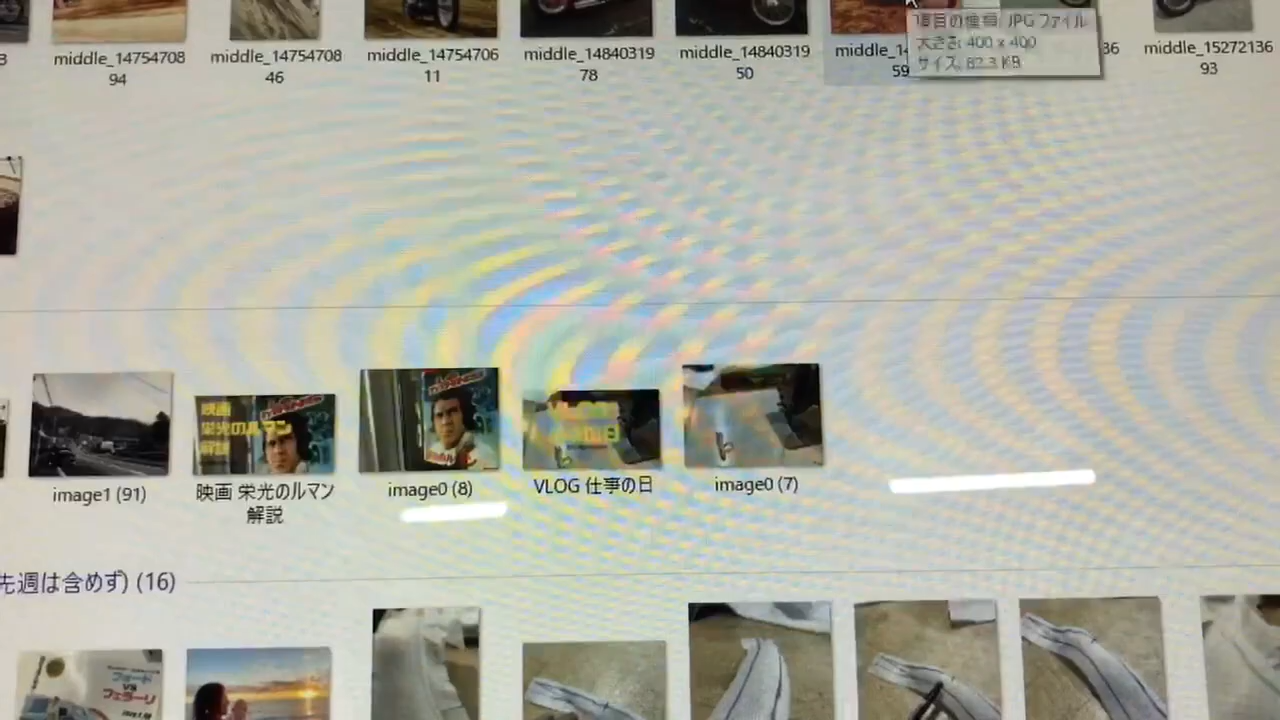 3
middle_14754708
94
middle_14754708
46
middle_14754706
11
middle_14840319
78
middle_14840319
50
middle_14
59
項目の種類: JPG ファイル
大きさ: 400 x 400
サイズ: 82.3 KB
36
middle_15272136
93
映画
栄光のルマン
解説
image1 (91)
映画 栄光のルマン
解説
image0 (8)
VLOG 仕事の日
image0 (7)
先週は含めず) (16)
フォード
vs
フェラーリ